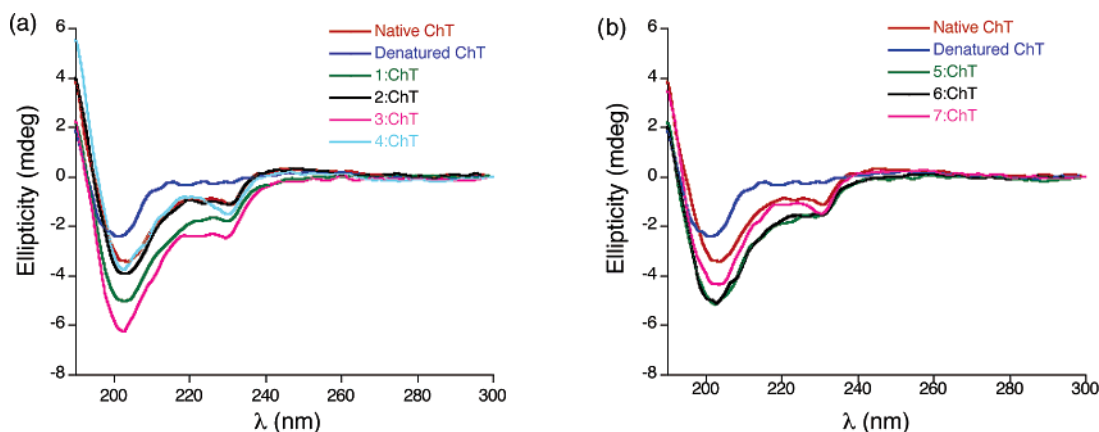 (a)
Native ChT
Denatured ChT
1:ChT
2:ChT
3:ChT
4:ChT
Ellipticity (mdeg)
6
4
2
0
-2
-4
-6
-8
200 220 240 260 280 300
λ (nm)
(b)
Native ChT
Denatured ChT
5:ChT
6:ChT
7:ChT
Ellipticity (mdeg)
6
4
2
0
-2
-4
-6
-8
200 220 240 260 280 300
λ (nm)